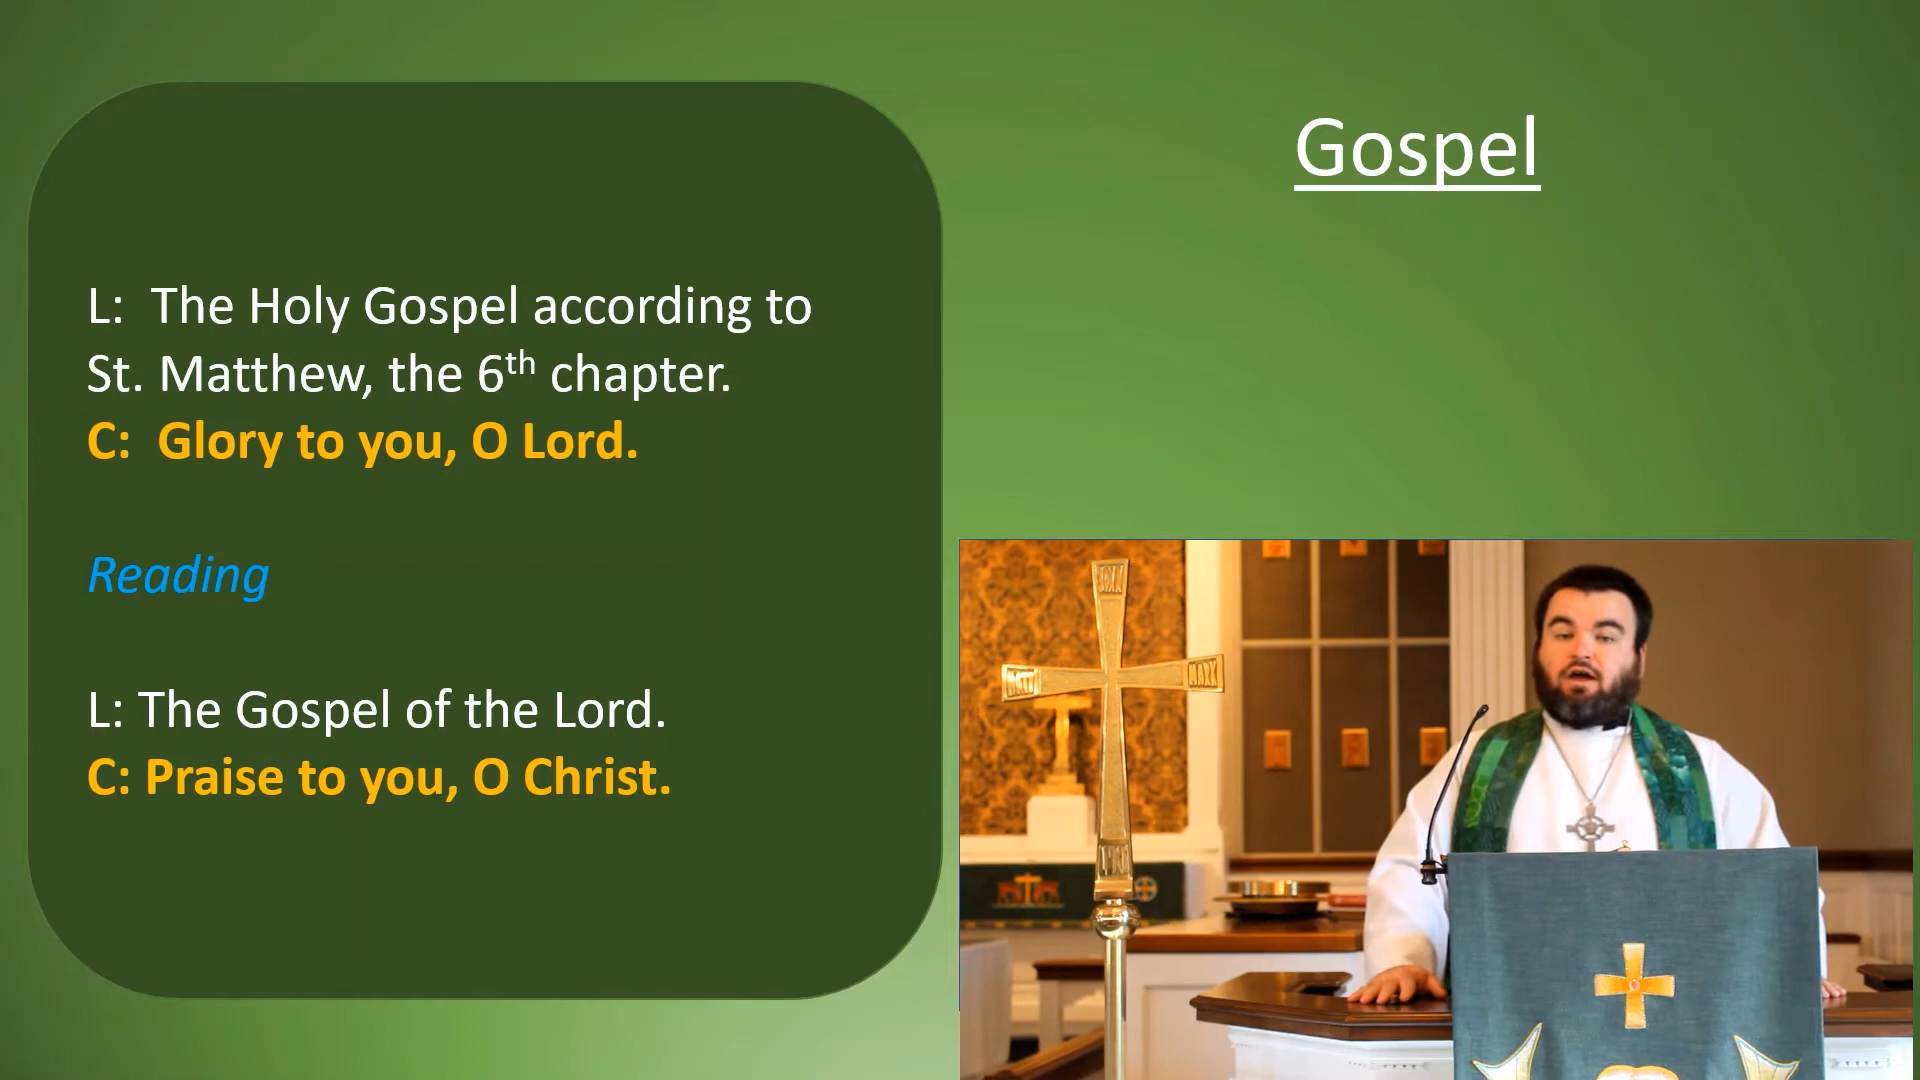 Gospel
L: The Holy Gospel according to
St. Matthew, the 6th chapter.
C: Glory to you, O Lord.
Reading
L: The Gospel of the Lord.
C: Praise to you, O Christ.
MARK